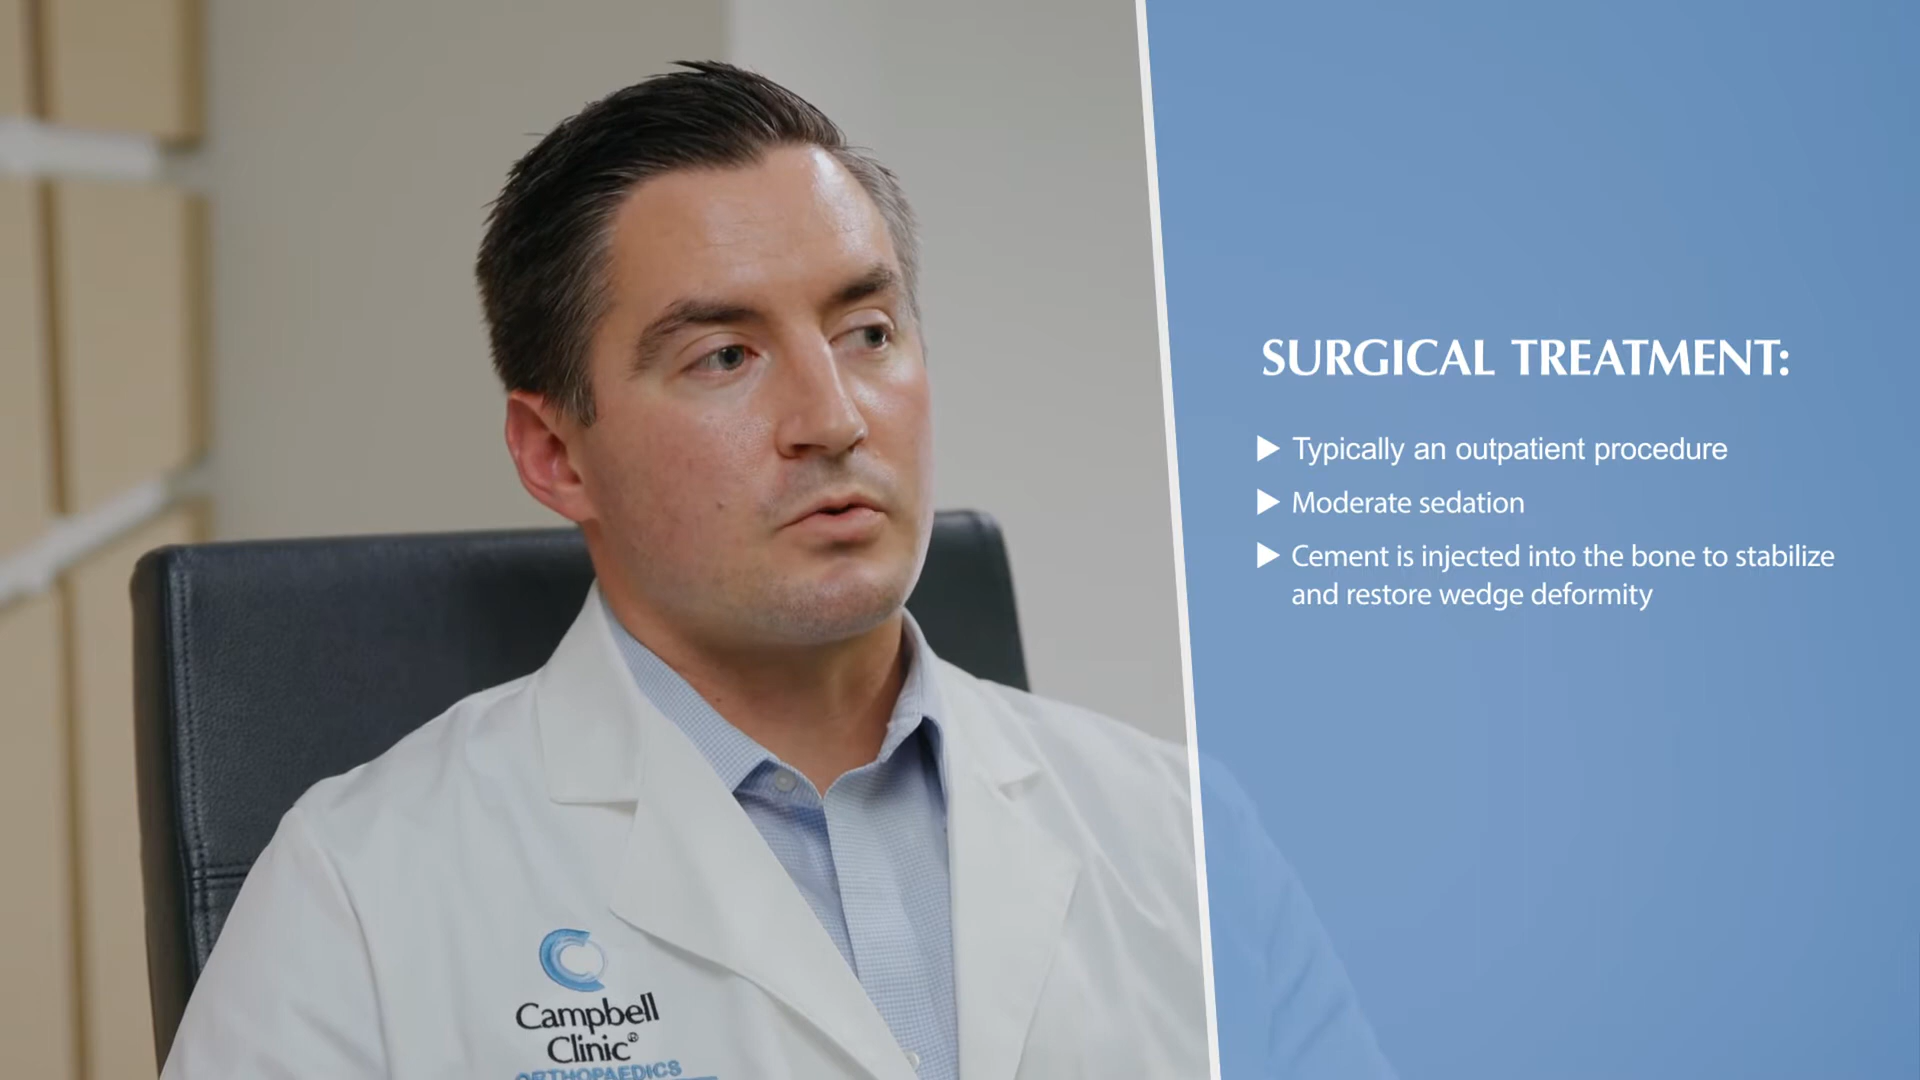 SURGICAL TREATMENT:
Typically an outpatient procedure
Moderate sedation
Cement is injected into the bone to stabilize
and restore wedge deformity
Campbell
Clinic®
ORTHOPAEDICS